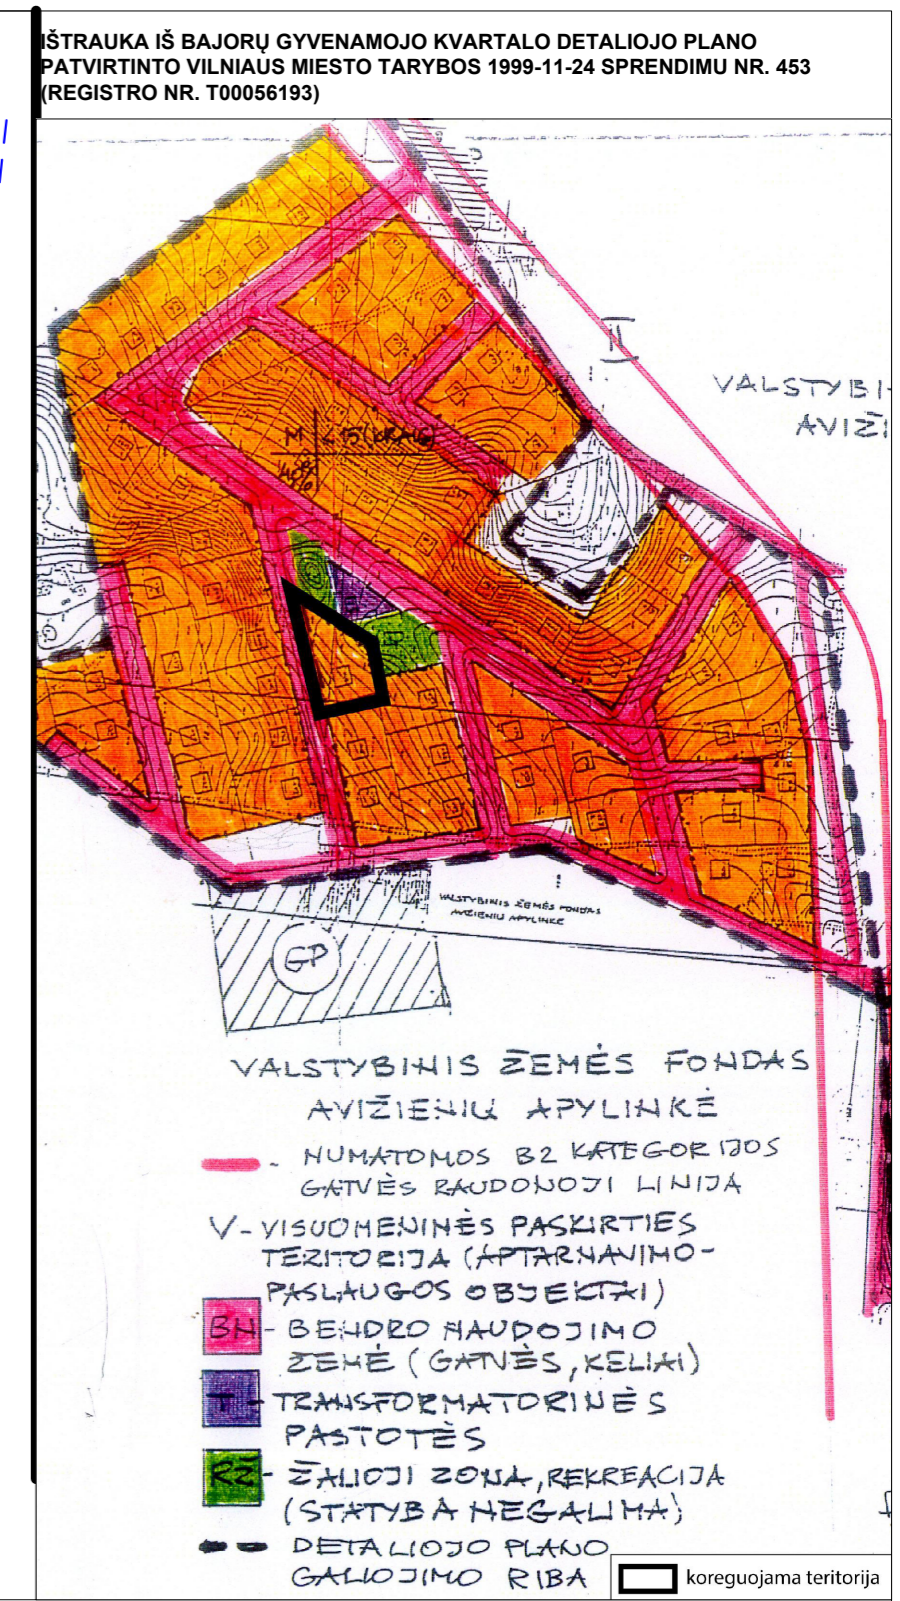 IŠTRAUKA IŠ BAJORŲ GYVENAMOJO KVARTALO DETALIOJO PLANO
PATVIRTINTO VILNIAUS MIESTO TARYBOS 1999-11-24 SPRENDIMU NR. 453
(REGISTRO NR. T00056193)
II
VALSTYBI
AVIŽI
M
VALSTYBINIS ŽEMĖS FONDAS
AVIŽIENIŲ APYLINKĖ
GP
VALSTYBINIS ŽEMĖS FONDAS
AVIŽIENIŲ APYLINKĖ
- NUMATOMOS B2 KATEGORIJOS
GATVĖS RAUDONOJI LINIJA
V - VISUOMENINĖS PASKIRTIES
TERITORIJA (APTARNAVIMO-
PASLAUGOS OBJEKTAI)
BN - BENDRO NAUDOJIMO
ŽEMĖ (GATVĖS, KELIAI)
T - TRANSFORMATORINĖS
PASTOTĖS
RŽ - ŽALIOJI ZONA, REKREACIJA
(STATYBA NEGALIMA)
DETALIOJO PLANO
GALIOJIMO RIBA
koreguojama teritorija